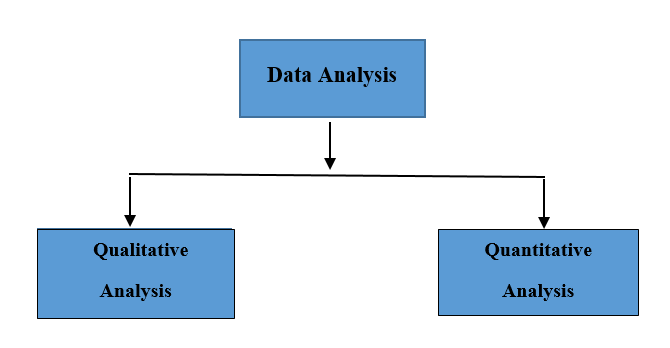 Data Analysis
Qualitative
Analysis
Quantitative
Analysis